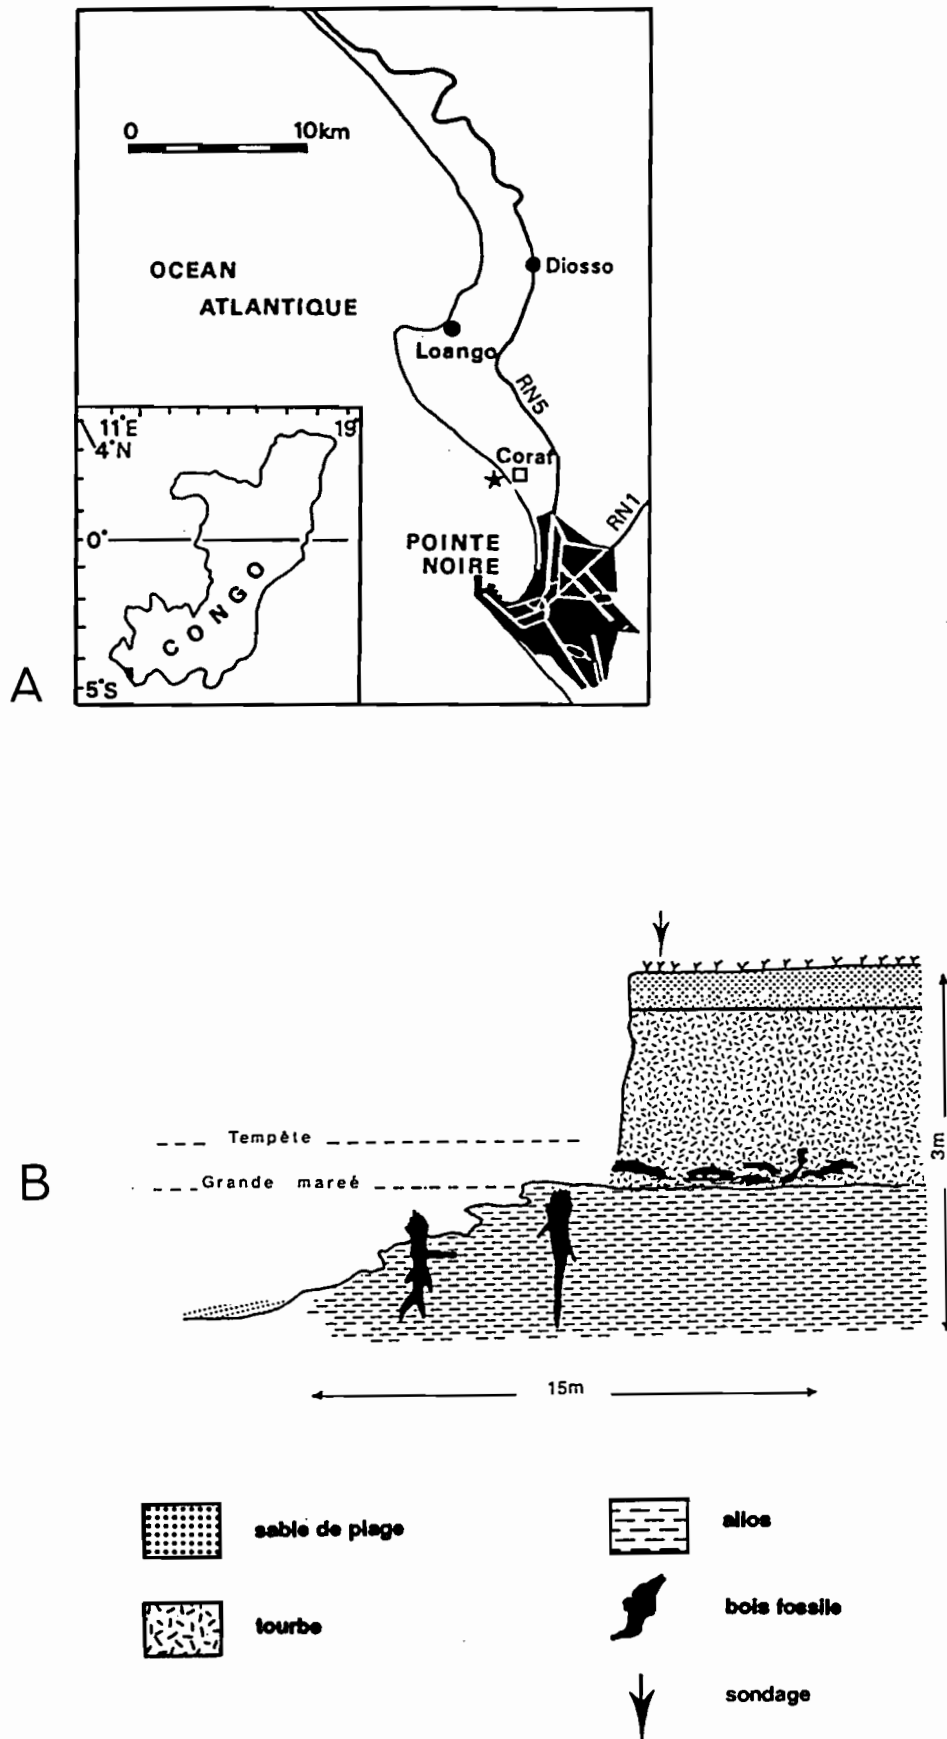 0 10km
OCEAN
ATLANTIQUE
Diosso
Loango
RN5
Coraf
RN1
POINTE
NOIRE
11°E
19
4°N
0°
CONGO
5°S
A
Tempête
Grande mareé
3m
B
15m
sable de plage
alios
tourbe
bois fossile
sondage